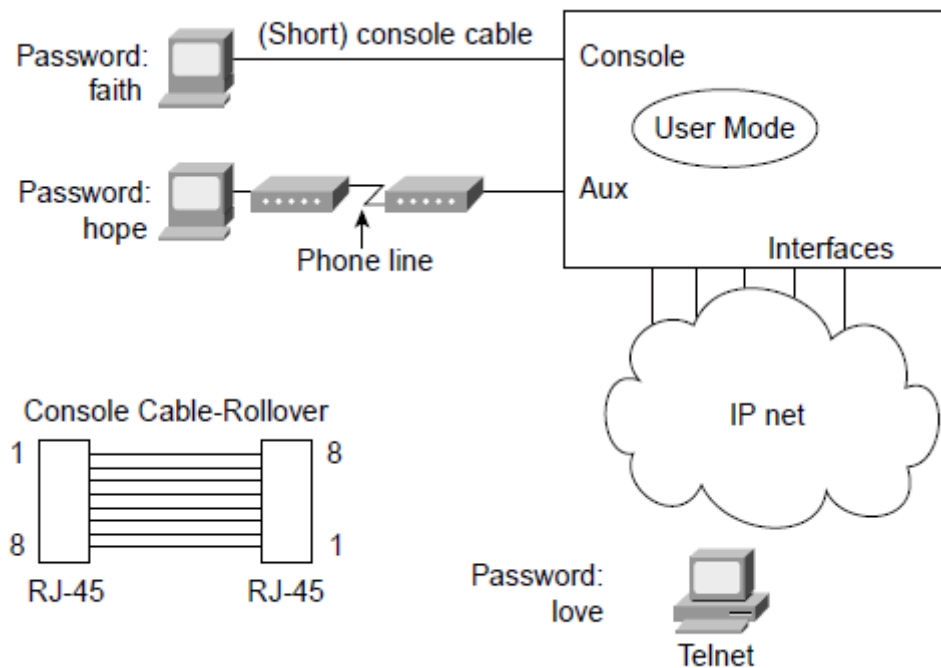 (Short) console cable
Password:
faith
Console
User Mode
Password:
hope
Aux
Phone line
Interfaces
IP net
Console Cable-Rollover
1
8
8
1
RJ-45
RJ-45
Password:
love
Telnet